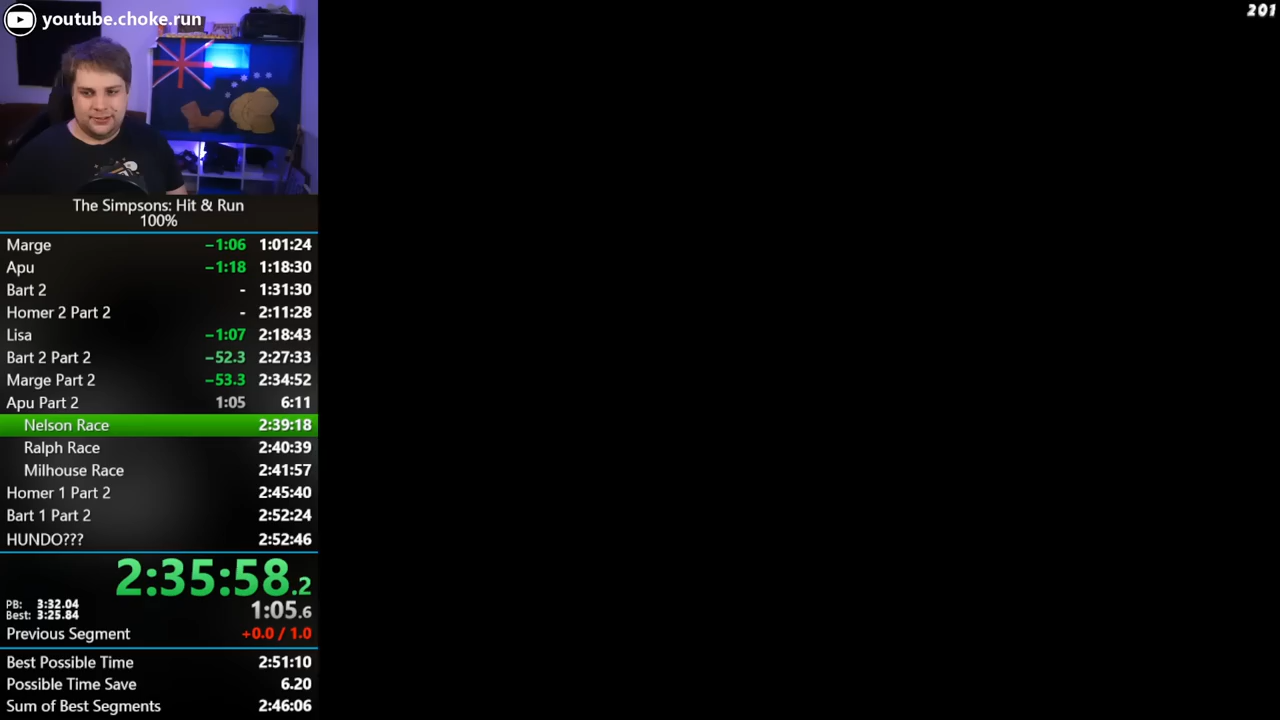 youtube.choke.run
201
The Simpsons: Hit & Run
100%
Marge −1:06 1:01:24
Apu −1:18 1:18:30
Bart 2 - 1:31:30
Homer 2 Part 2 - 2:11:28
Lisa −1:07 2:18:43
Bart 2 Part 2 −52.3 2:27:33
Marge Part 2 −53.3 2:34:52
Apu Part 2 1:05 6:11
Nelson Race 2:39:18
Ralph Race 2:40:39
Milhouse Race 2:41:57
Homer 1 Part 2 2:45:40
Bart 1 Part 2 2:52:24
HUNDO??? 2:52:46
2:35:58.2
PB: 3:32.04 1:05.6
Best: 3:25.84
Previous Segment +0.0 / 1.0
Best Possible Time 2:51:10
Possible Time Save 6.20
Sum of Best Segments 2:46:06